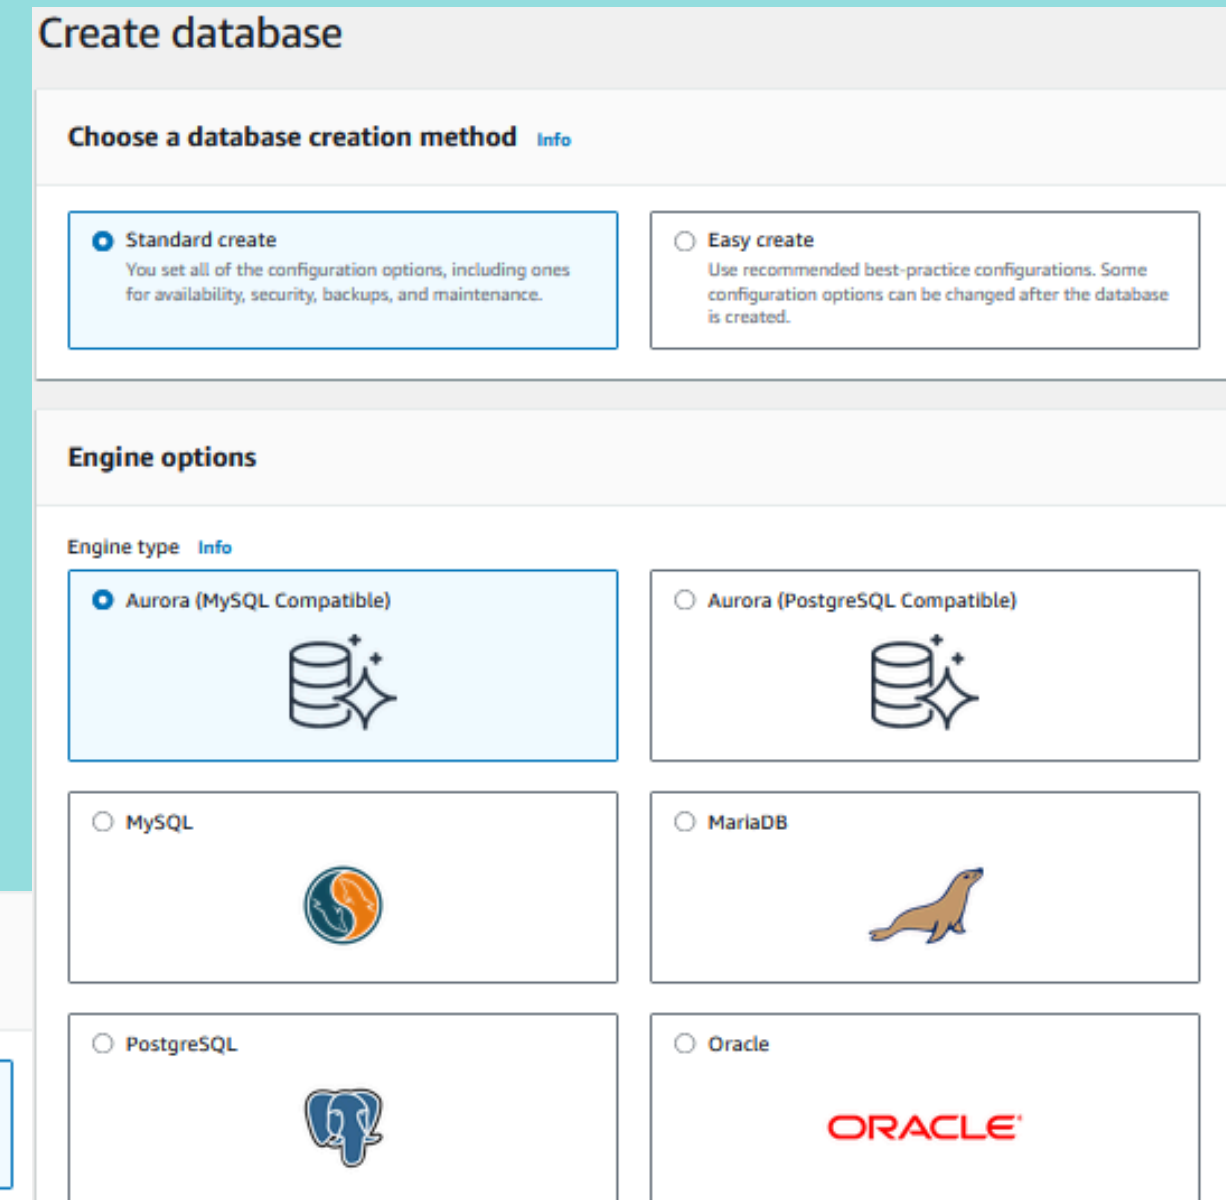 Create database
Choose a database creation method Info
Standard create
You set all of the configuration options, including ones
for availability, security, backups, and maintenance.
Easy create
Use recommended best-practice configurations. Some
configuration options can be changed after the database
is created.
Engine options
Engine type Info
Aurora (MySQL Compatible)
Aurora (PostgreSQL Compatible)
MySQL
MariaDB
PostgreSQL
Oracle
ORACLE